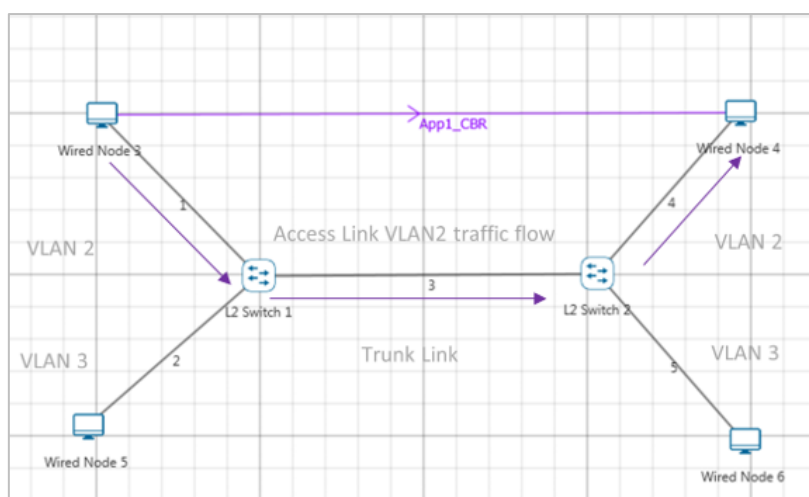 App1_CBR
Wired Node 3
Wired Node 4
1
4
VLAN 2
Access Link VLAN2 traffic flow
VLAN 2
3
L2 Switch 1
L2 Switch 2
VLAN 3
2
Trunk Link
5
VLAN 3
Wired Node 5
Wired Node 6